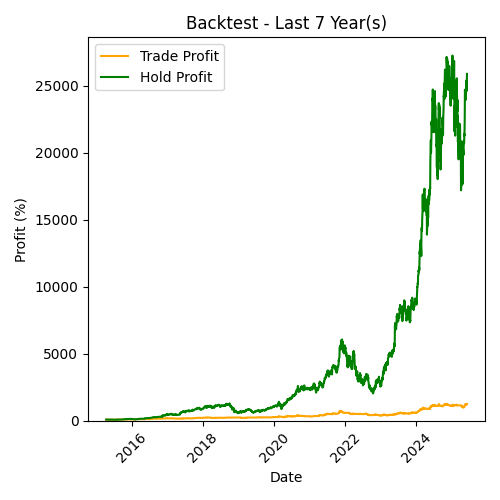 Backtest - Last 7 Year(s)
Trade Profit
Hold Profit
Profit (%)
25000
20000
15000
10000
5000
0
2016
2018
2020
2022
2024
Date